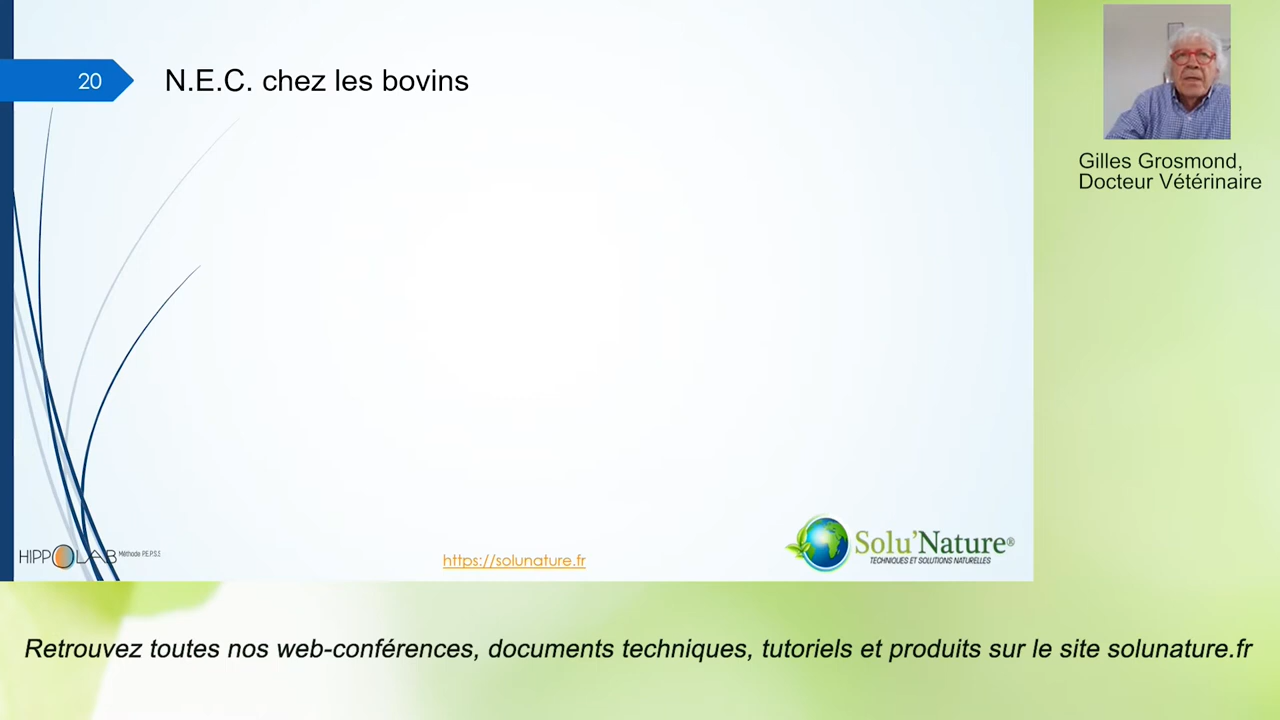 20
N.E.C. chez les bovins
Gilles Grosmond,
Docteur Vétérinaire
HIPPOLAB Méthode P.E.P.S.S
https://solunature.fr
Solu'Nature®
TECHNIQUES ET SOLUTIONS NATURELLES
Retrouvez toutes nos web-conférences, documents techniques, tutoriels et produits sur le site solunature.fr